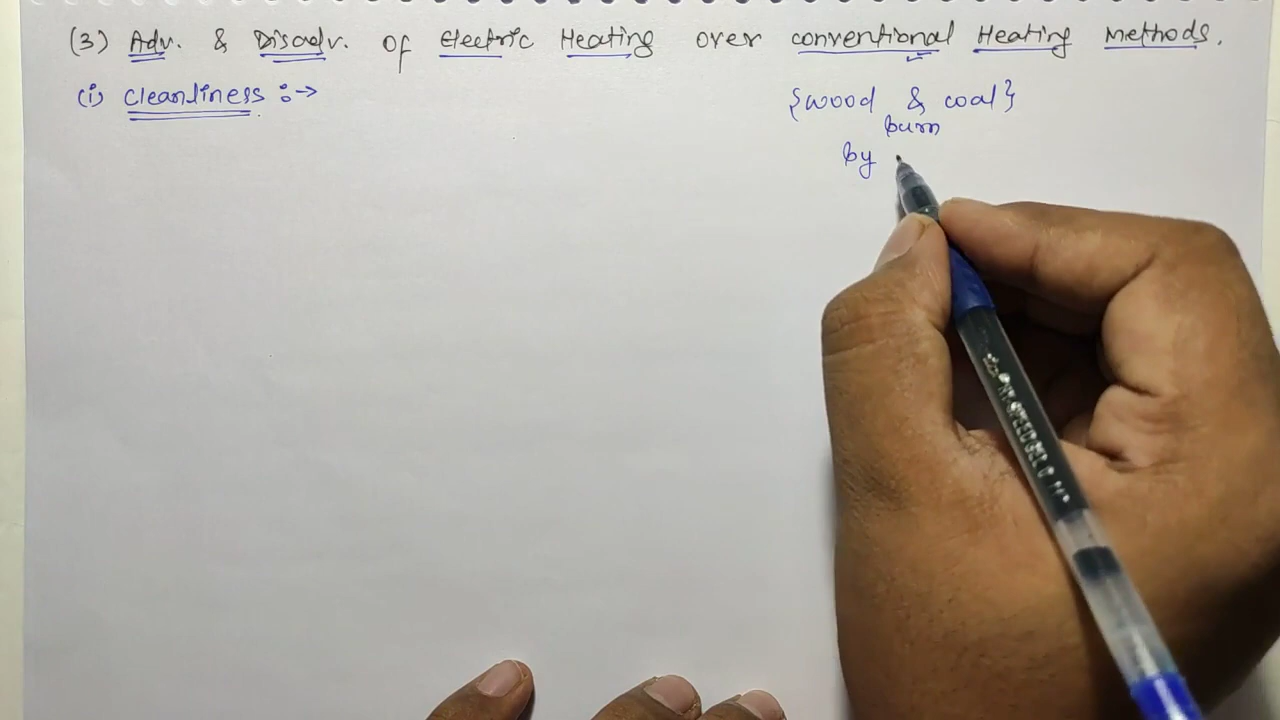 (3) Adv. & Disadv. of Electric Heating over conventional Heating Methods.
(i) Cleanliness :→ {wood & coal}
burn
by